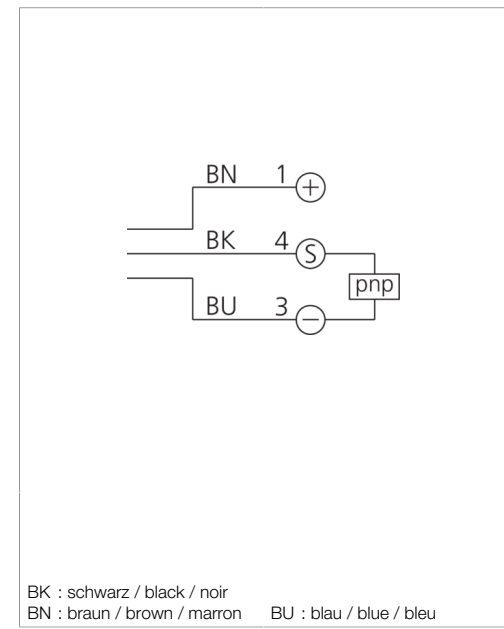 BN 1 +
BK 4 S
pnp
BU 3 −
BK : schwarz / black / noir
BN : braun / brown / marron BU : blau / blue / bleu